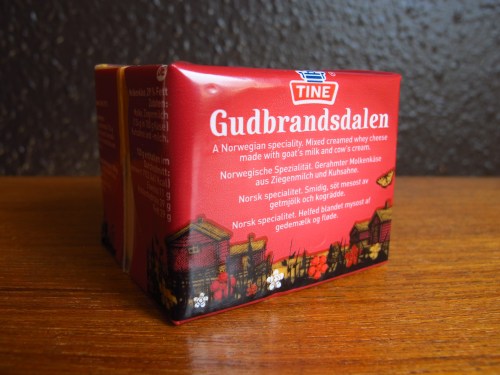 TINE
Gudbrandsdalen
A Norwegian speciality. Mixed creamed whey cheese
made with goat's milk and cow's cream.
Norwegische Spezialität. Gerahmter Molkenkäse
aus Ziegenmilch und Kuhsahne.
Norsk specialitet. Smidig, söt mesost av
getmjölk och kogrädde.
Norsk specialitet. Helfed blandet myseost af
gedemælk og fløde.